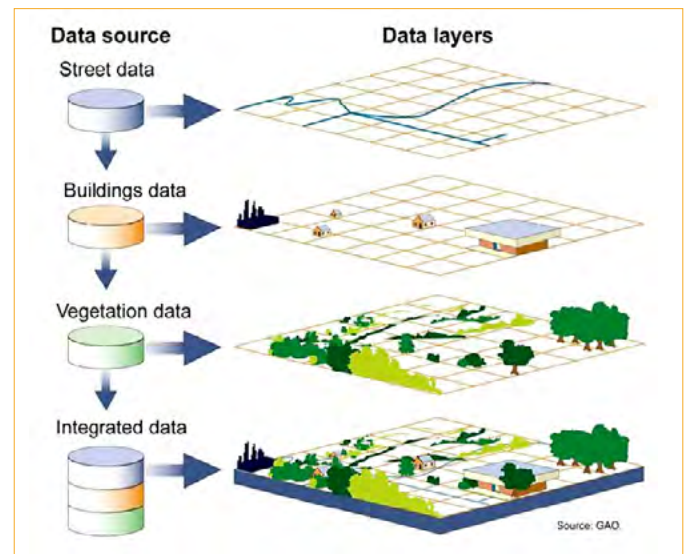 Data source
Data layers
Street data
Buildings data
Vegetation data
Integrated data
Source: GAO.